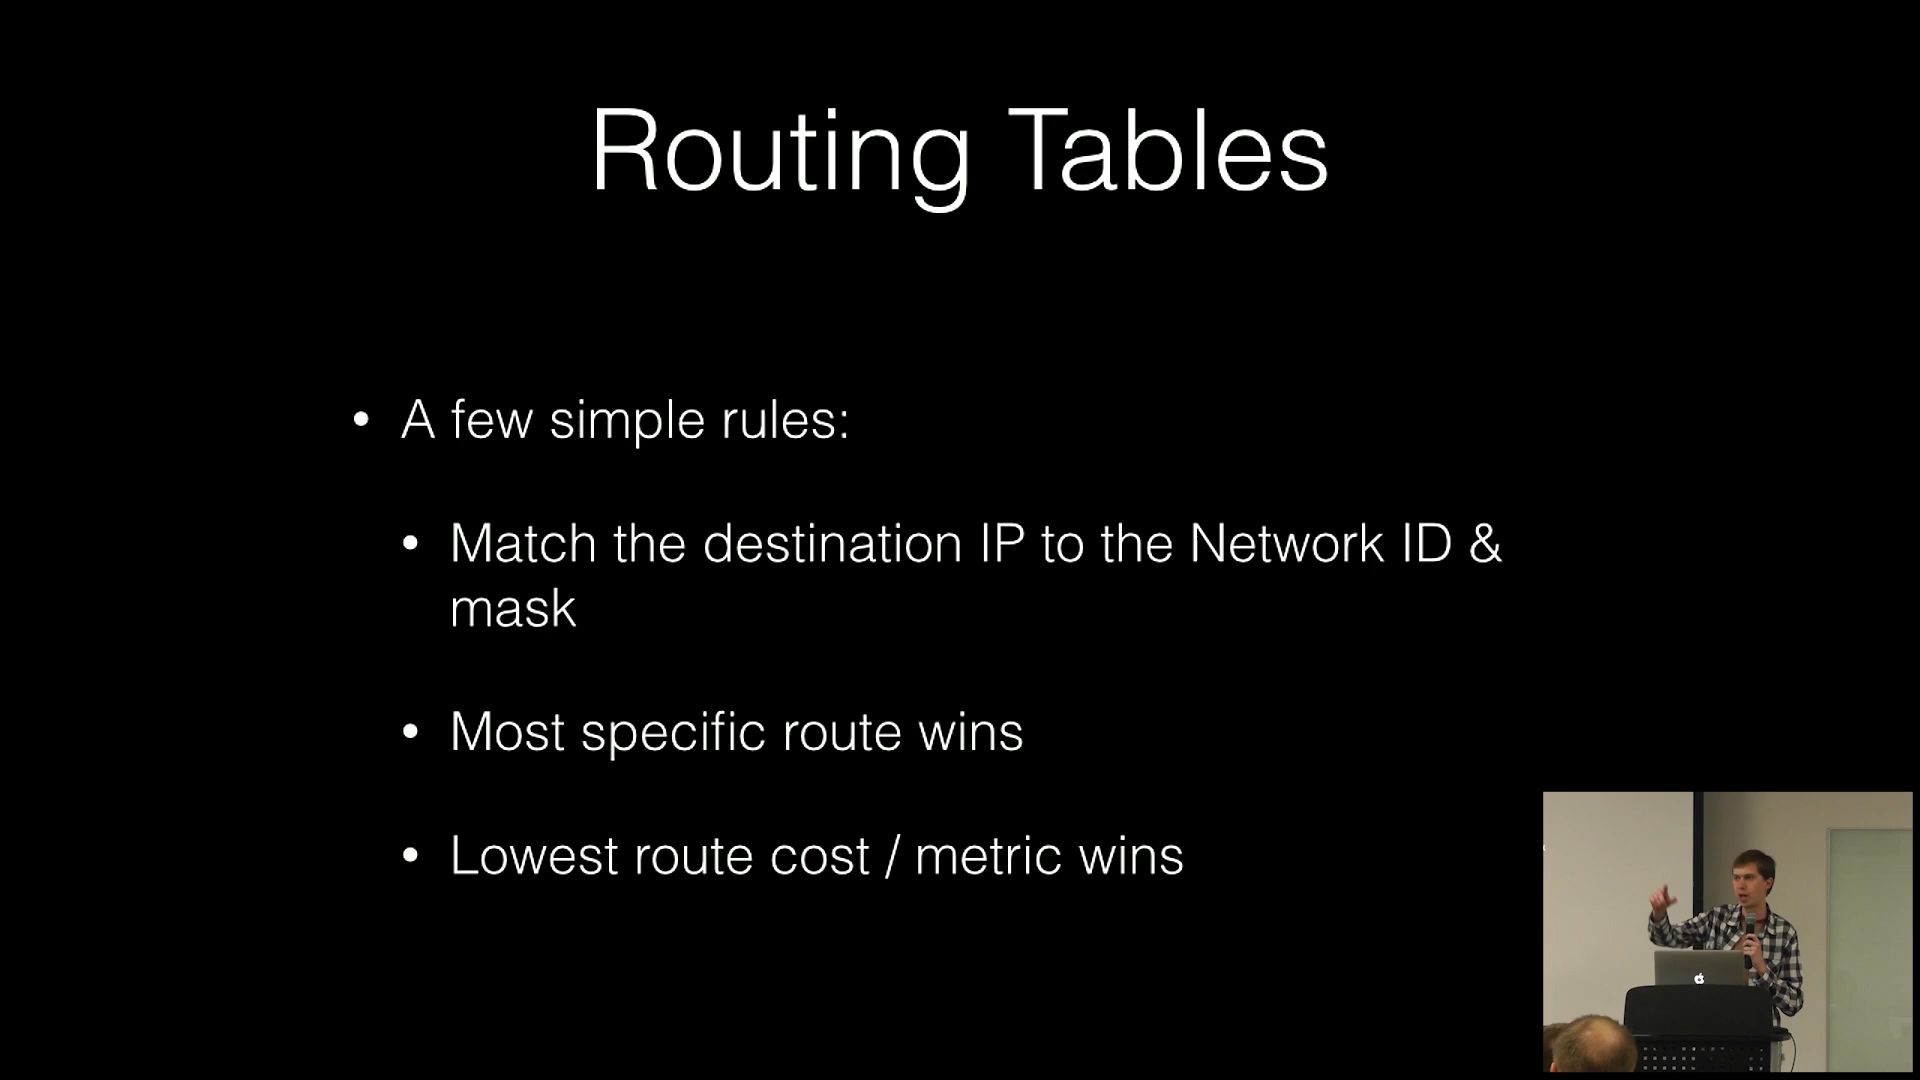 Routing Tables
• A few simple rules:
• Match the destination IP to the Network ID &
mask
• Most specific route wins
• Lowest route cost / metric wins